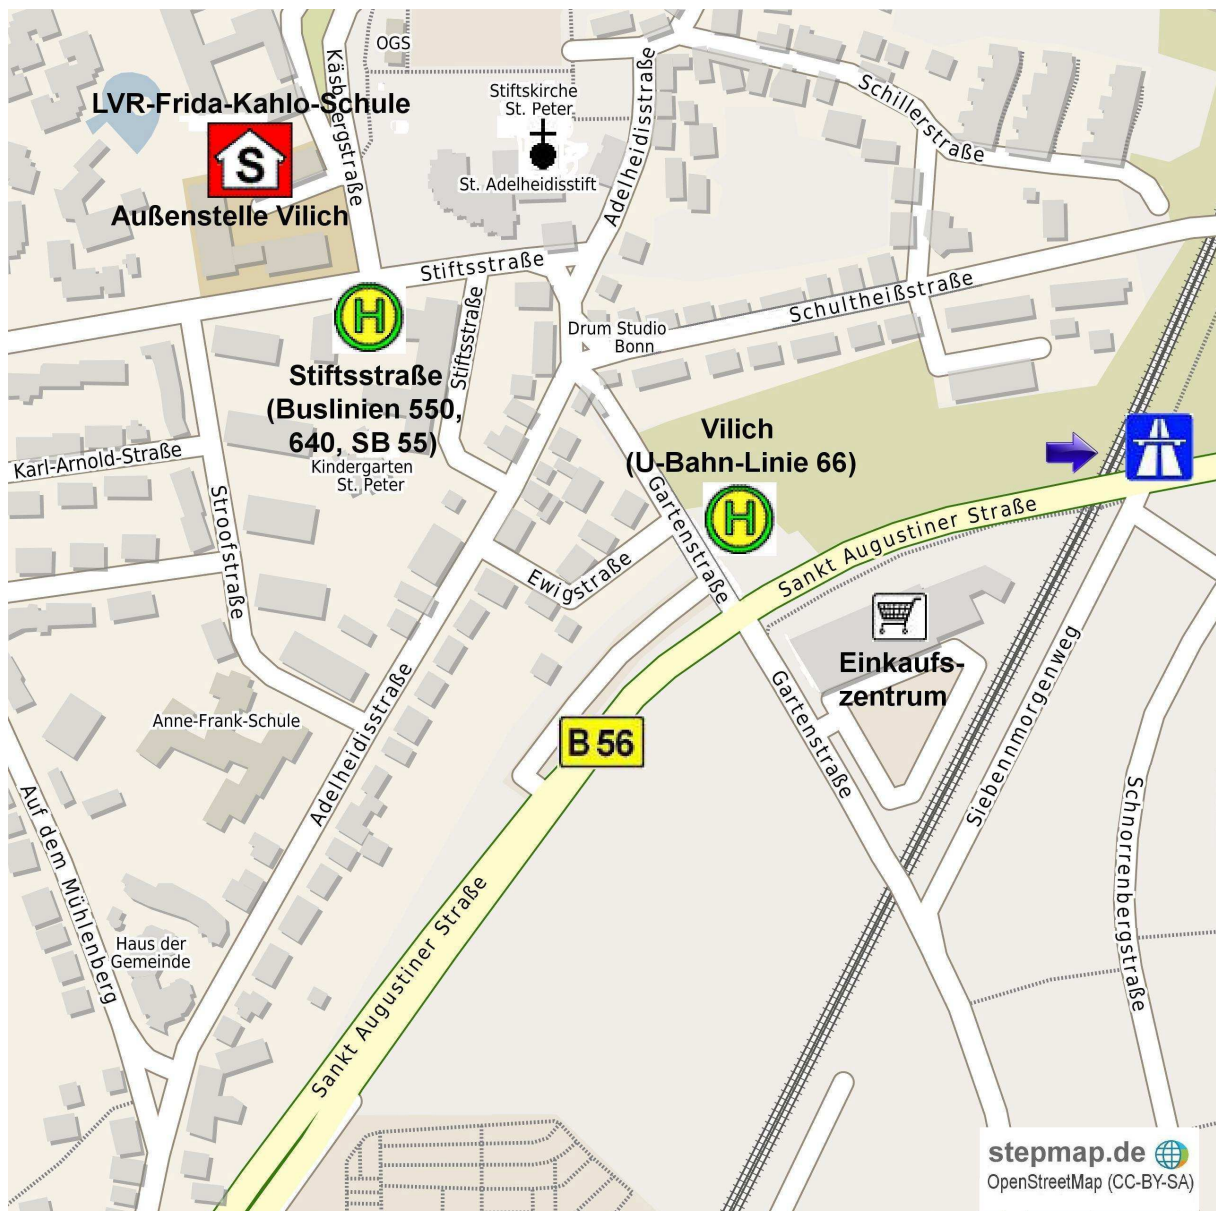 OGS
Käsbergstraße
LVR-Frida-Kahlo-Schule
S
Außenstelle Vilich
Stiftskirche
St. Peter
St. Adelheidisstift
Adelheidisstraße
Schillerstraße
Stiftsstraße
Schultheißstraße
Drum Studio
Bonn
H
Stiftsstraße
Stiftsstraße
(Buslinien 550,
640, SB 55)
Kindergarten
St. Peter
Karl-Arnold-Straße
Stroofstraße
Vilich
(U-Bahn-Linie 66)
H
Gartenstraße
Ewigstraße
Sankt Augustiner Straße
Einkaufs-
zentrum
Gartenstraße
Siebennmorgenweg
Schnorrenbergstraße
B 56
Anne-Frank-Schule
Adelheidisstraße
Auf dem Mühlenberg
Haus der
Gemeinde
Sankt Augustiner Straße
stepmap.de
OpenStreetMap (CC-BY-SA)